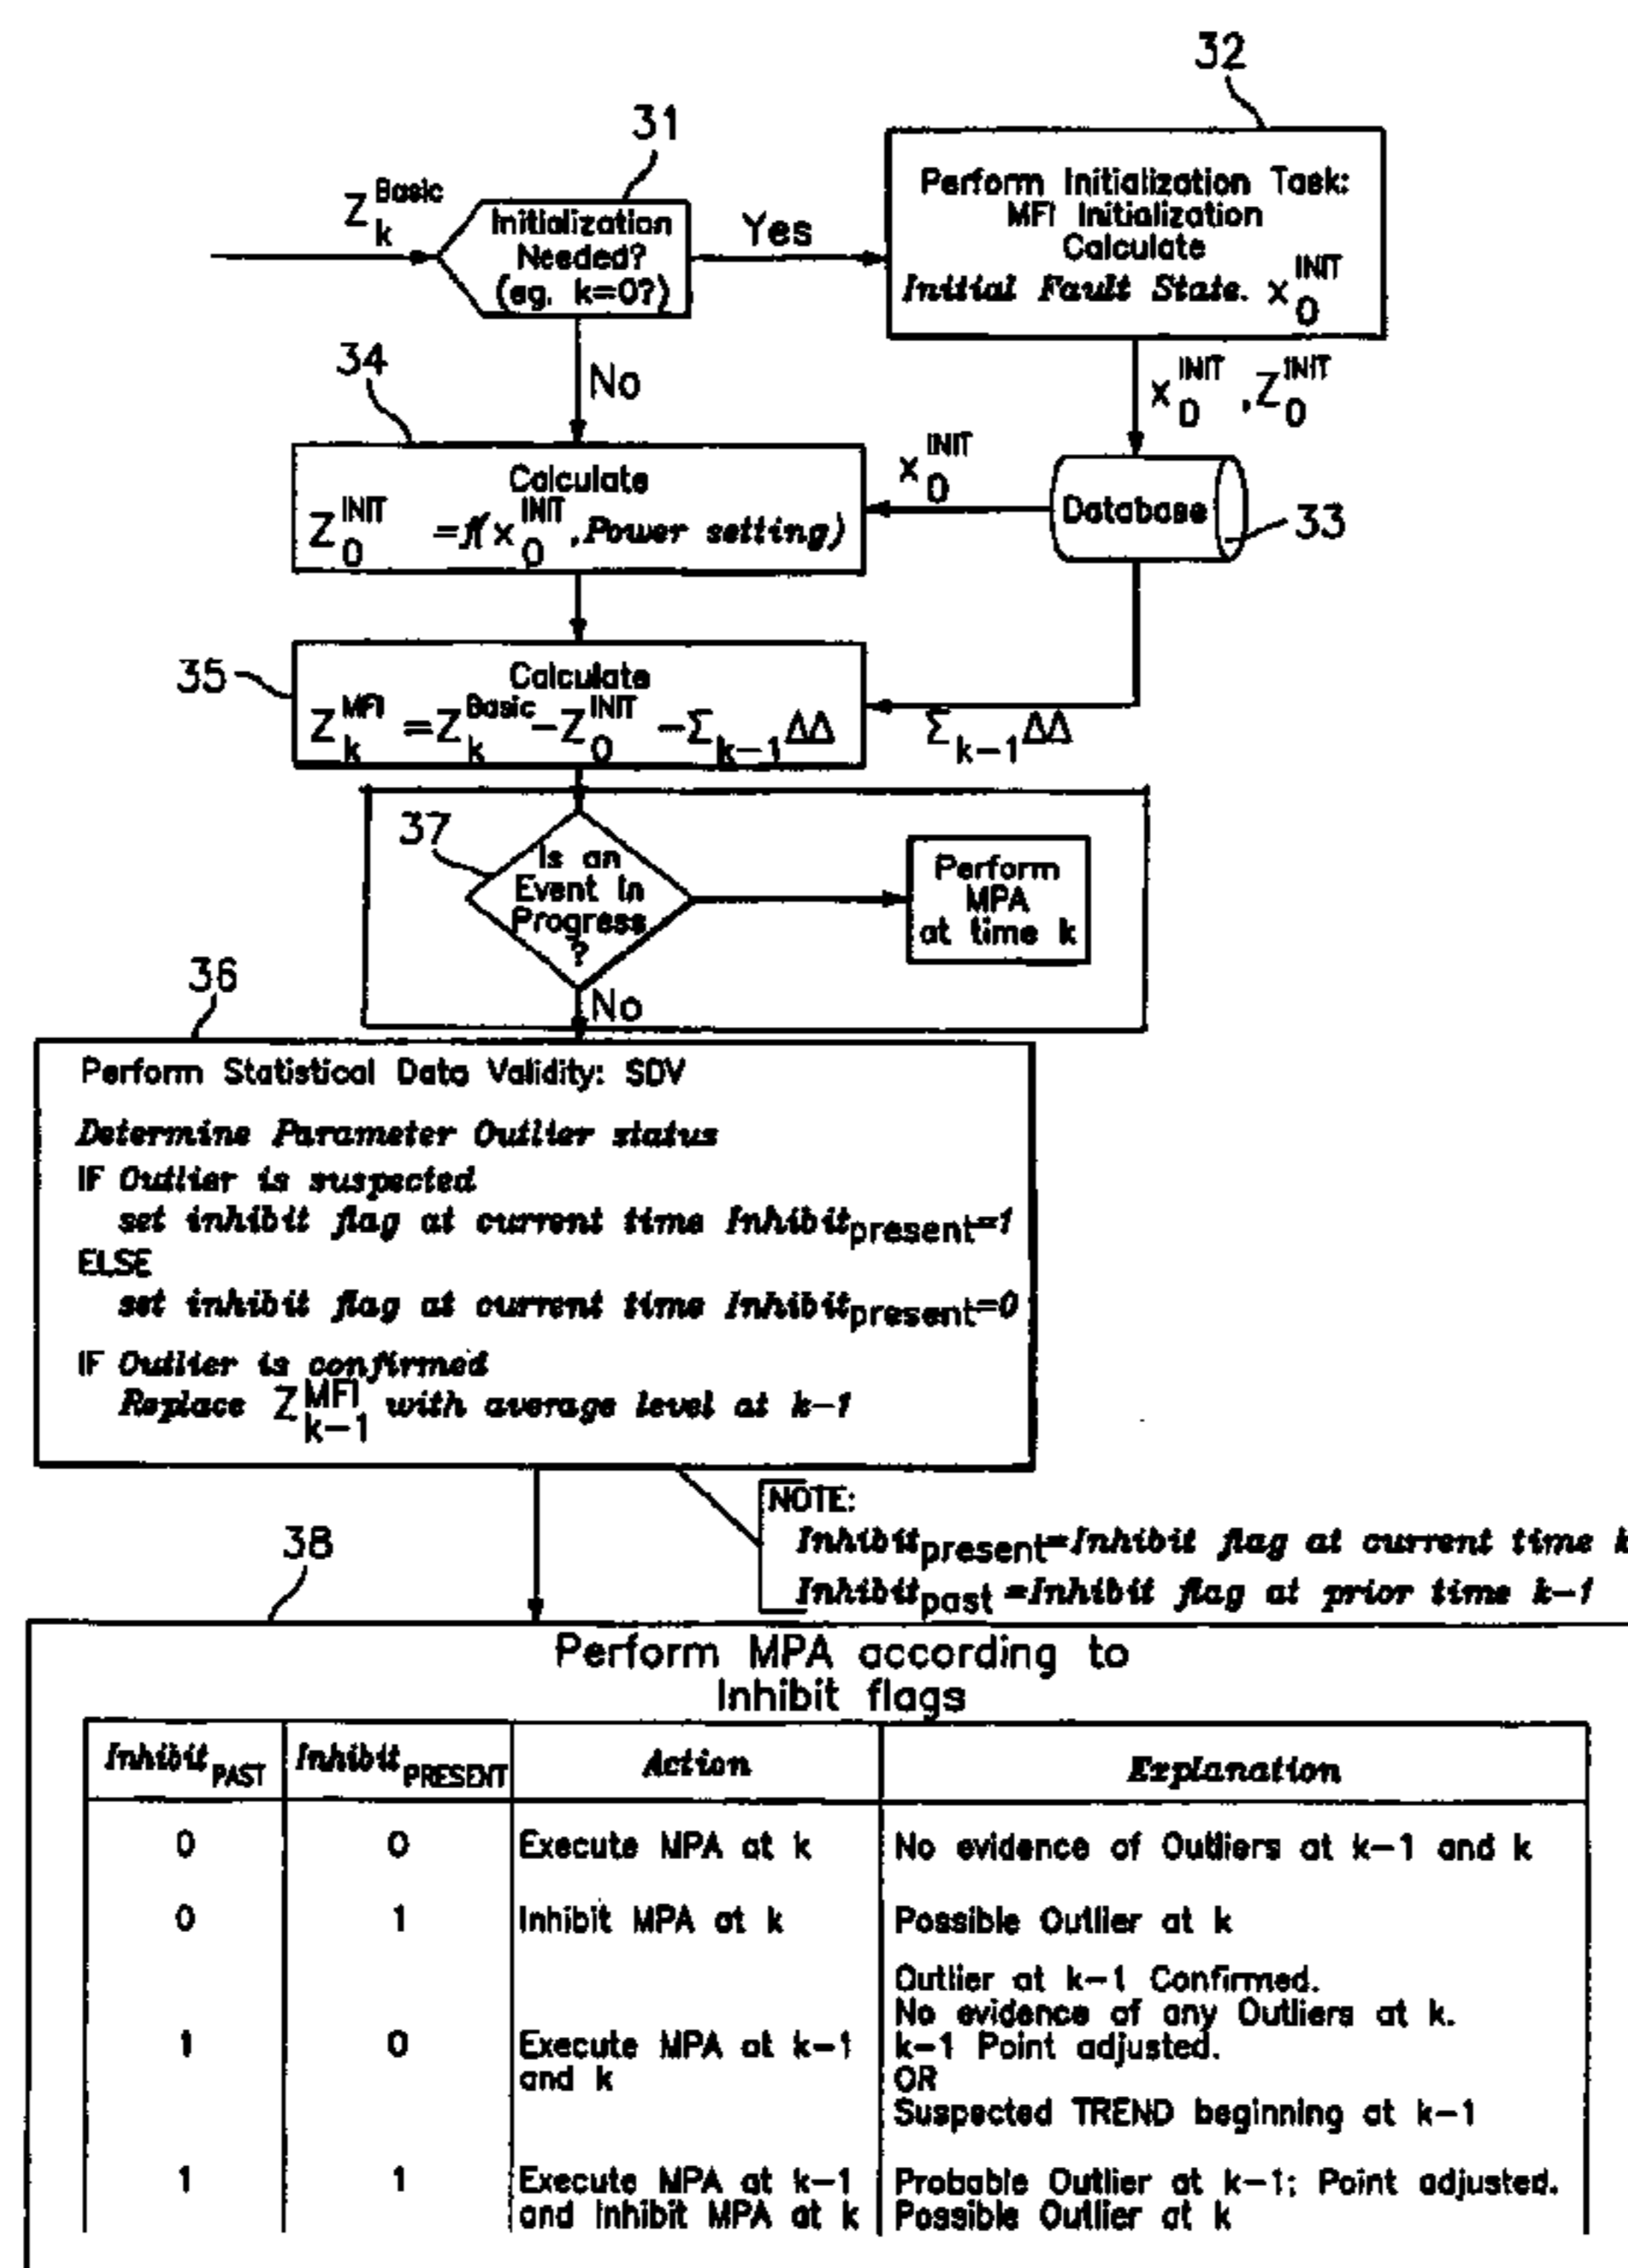 32
31
Z_k^Basic
Initialization
Needed?
(eg. k=0?)
Yes
Perform Initialization Task:
MFI Initialization
Calculate
Initial Fault State. x_0^INIT
34
No
x_0^INIT ,Z_0^INIT
x_0^INIT
Calculate
Z_0^INIT =f(x_0^INIT ,Power setting)
Database
33
35
Calculate
Z_k^MFI =Z_k^Basic -Z_0^INIT -Σ_k-1 ΔΔ
Σ_k-1 ΔΔ
37
Is an
Event In
Progress
?
Perform
MPA
at time k
No
36
Perform Statistical Data Validity: SDV
Determine Parameter Outlier status
IF Outlier is suspected
set inhibit flag at current time Inhibit_present=1
ELSE
set inhibit flag at current time Inhibit_present=0
IF Outlier is confirmed
Replace Z_k-1^MFI with average level at k-1
NOTE:
Inhibit_present=Inhibit flag at current time k
Inhibit_past =Inhibit flag at prior time k-1
38
Perform MPA according to
Inhibit flags
Inhibit_PAST Inhibit_PRESENT Action Explanation
0 0 Execute MPA at k No evidence of Outliers at k-1 and k
0 1 Inhibit MPA at k Possible Outlier at k
Outlier at k-1 Confirmed.
No evidence of any Outliers at k.
1 0 Execute MPA at k-1 k-1 Point adjusted.
and k OR
Suspected TREND beginning at k-1
1 1 Execute MPA at k-1 Probable Outlier at k-1; Point adjusted.
and Inhibit MPA at k Possible Outlier at k